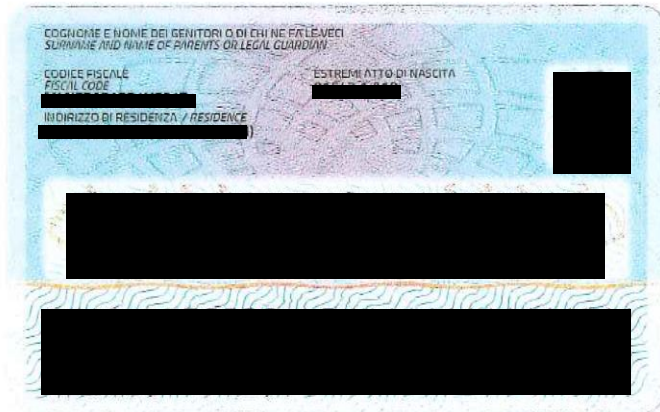 COGNOME E NOME DEI GENITORI O DI CHI NE FA LE VECI
SURNAME AND NAME OF PARENTS OR LEGAL GUARDIAN
CODICE FISCALE
FISCAL CODE
ESTREMI ATTO DI NASCITA
INDIRIZZO DI RESIDENZA / RESIDENCE